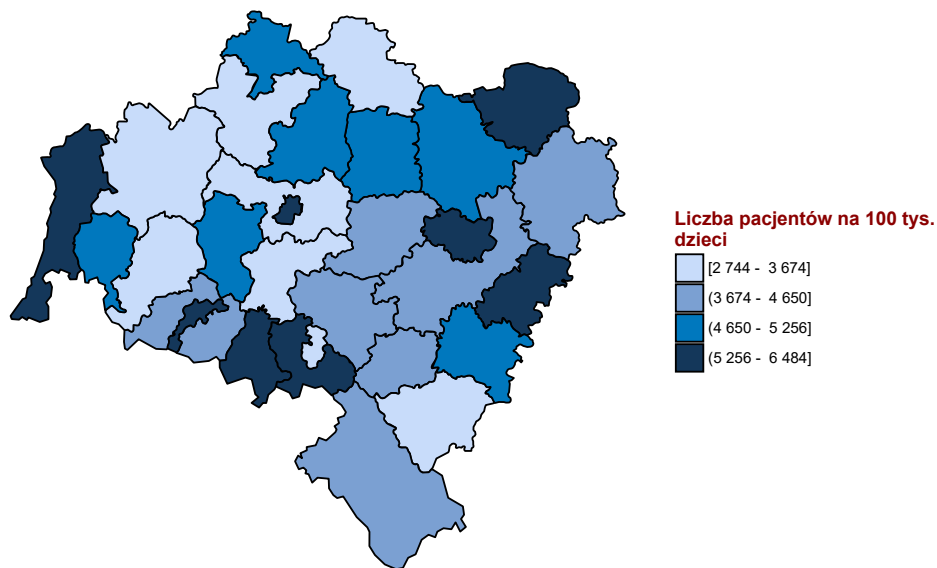 Liczba pacjentów na 100 tys.
dzieci
[2 744 - 3 674]
(3 674 - 4 650]
(4 650 - 5 256]
(5 256 - 6 484]